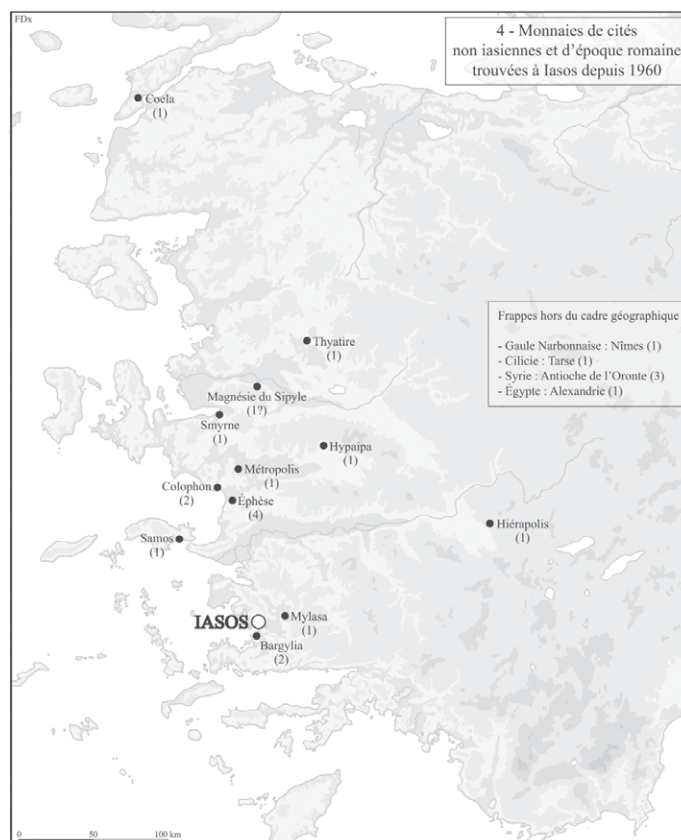 FDx
4 - Monnaies de cités
non iasiennes et d'époque romaine
trouvées à Iasos depuis 1960
Coela
(1)
Frappes hors du cadre géographique
- Gaule Narbonnaise : Nîmes (1)
- Cilicie : Tarse (1)
- Syrie : Antioche de l'Oronte (3)
- Égypte : Alexandrie (1)
Thyatire
(1)
Magnésie du Sipyle
(1?)
Smyrne
(1)
Hypaipa
(1)
Métropolis
(1)
Colophon
(2)
Éphèse
(4)
Hiérapolis
(1)
Samos
(1)
IASOS
Mylasa
(1)
Bargylia
(2)
0 50 100 km